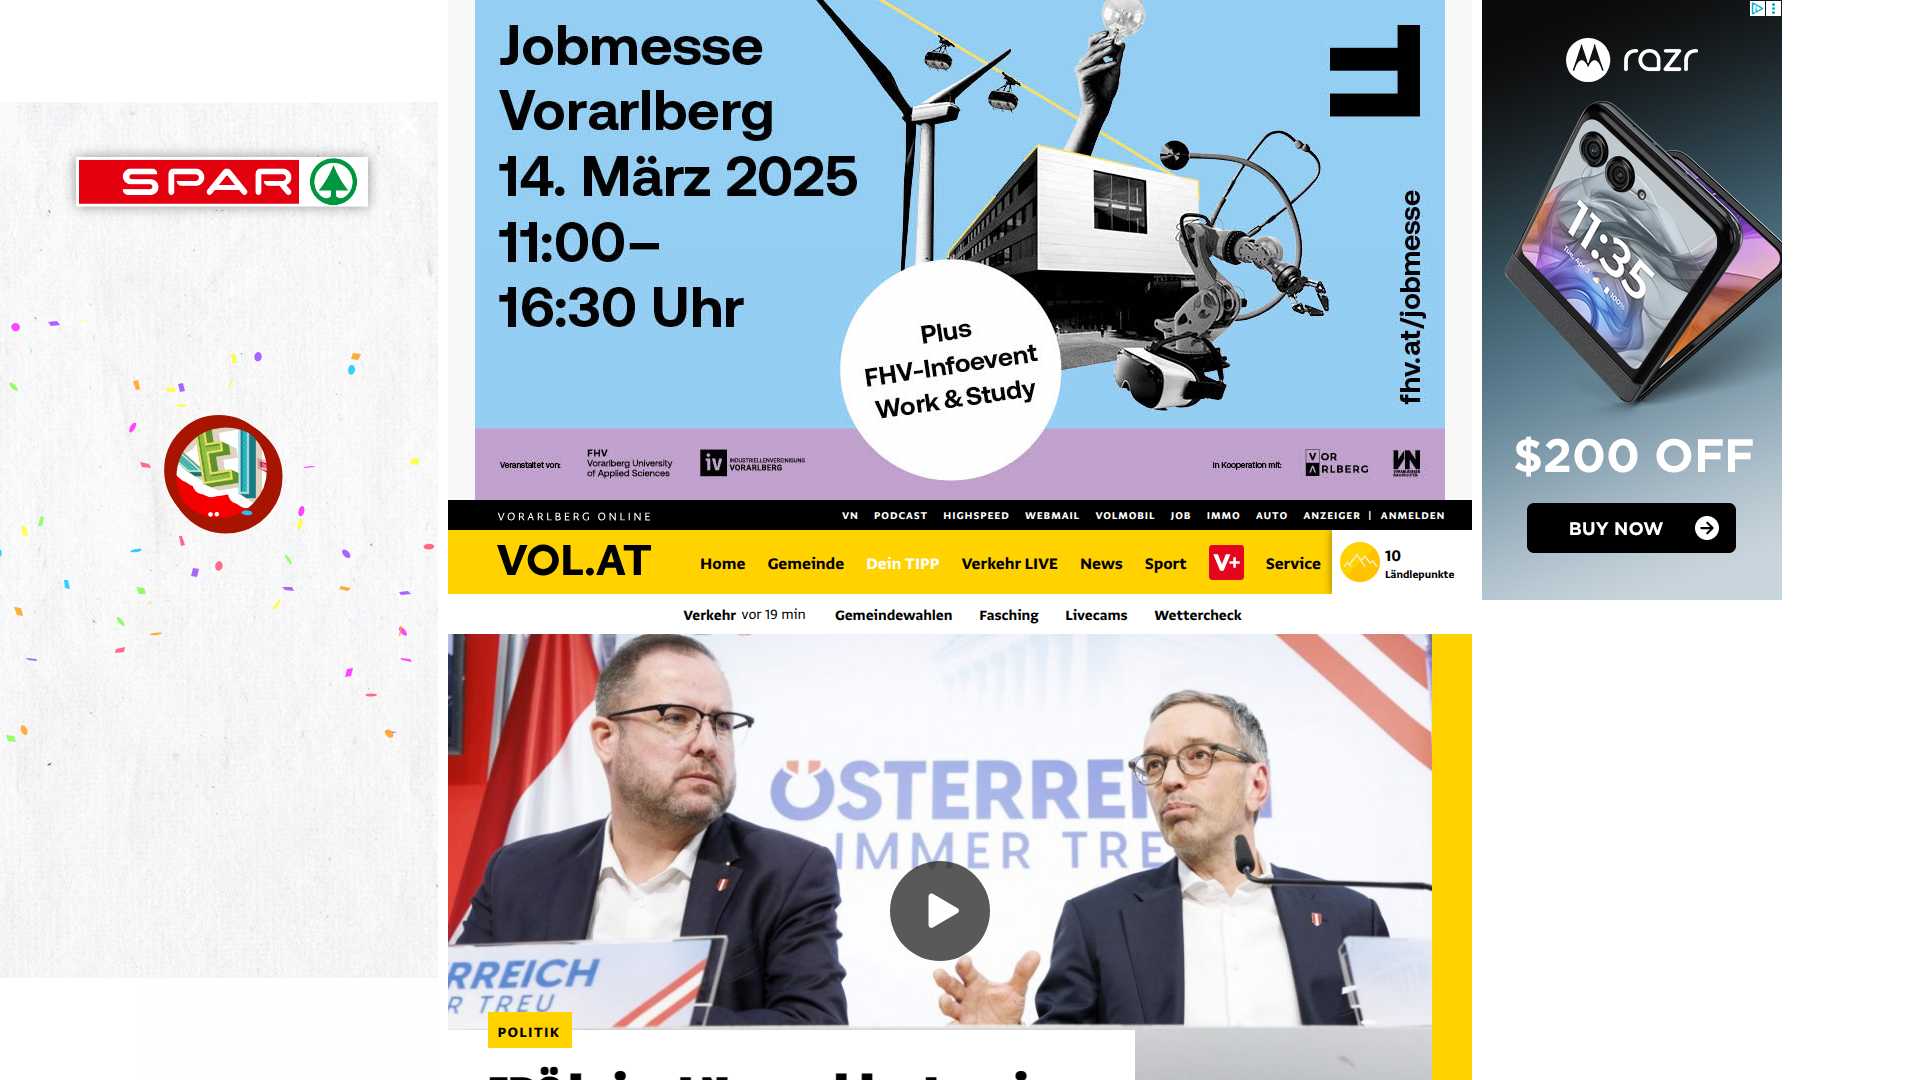 SPAR
Jobmesse
Vorarlberg
14. März 2025
11:00–
16:30 Uhr
Plus
FHV-Infoevent
Work & Study
fhv.at/jobmesse
Veranstaltet von:
FHV
Vorarlberg University
of Applied Sciences
iv
INDUSTRIELLENVEREINIGUNG
VORARLBERG
In Kooperation mit:
VOR
ARLBERG
VN
razr
11:35
Tue, Apr 3
100%
$200 OFF
BUY NOW
VORARLBERG ONLINE
VN PODCAST HIGHSPEED WEBMAIL VOLMOBIL JOB IMMO AUTO ANZEIGER | ANMELDEN
VOL.AT
Home Gemeinde Dein TIPP Verkehr LIVE News Sport V+ Service
10
Ländlepunkte
Verkehr vor 19 min Gemeindewahlen Fasching Livecams Wettercheck
ÖSTERREI
IMMER TRE
RREICH
R TREU
POLITIK